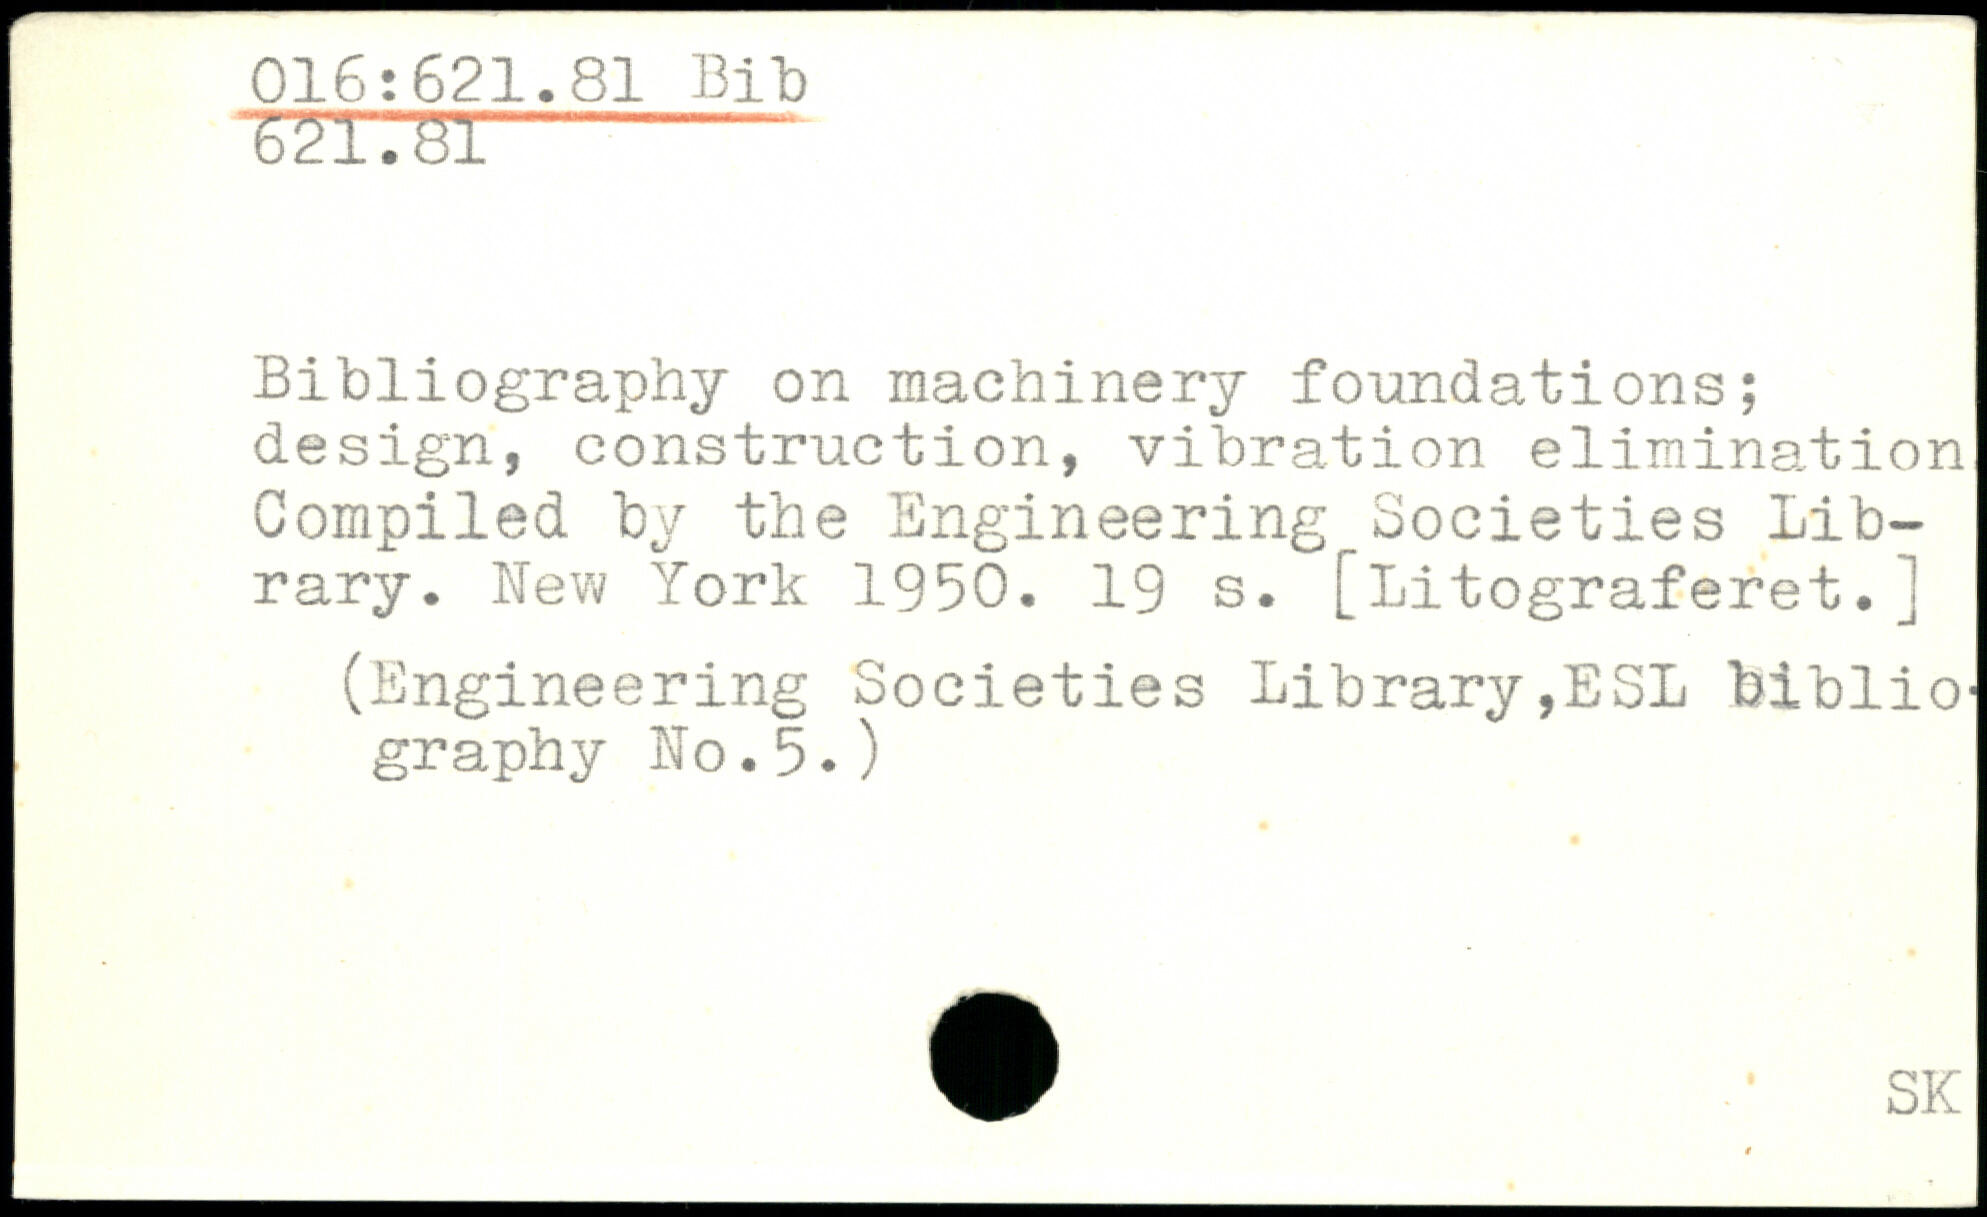 016:621.81 Bib
621.81
Bibliography on machinery foundations;
design, construction, vibration elimination.
Compiled by the Engineering Societies Lib-
rary. New York 1950. 19 s. [Litograferet.]
(Engineering Societies Library,ESL biblio-
graphy No.5.)
SK